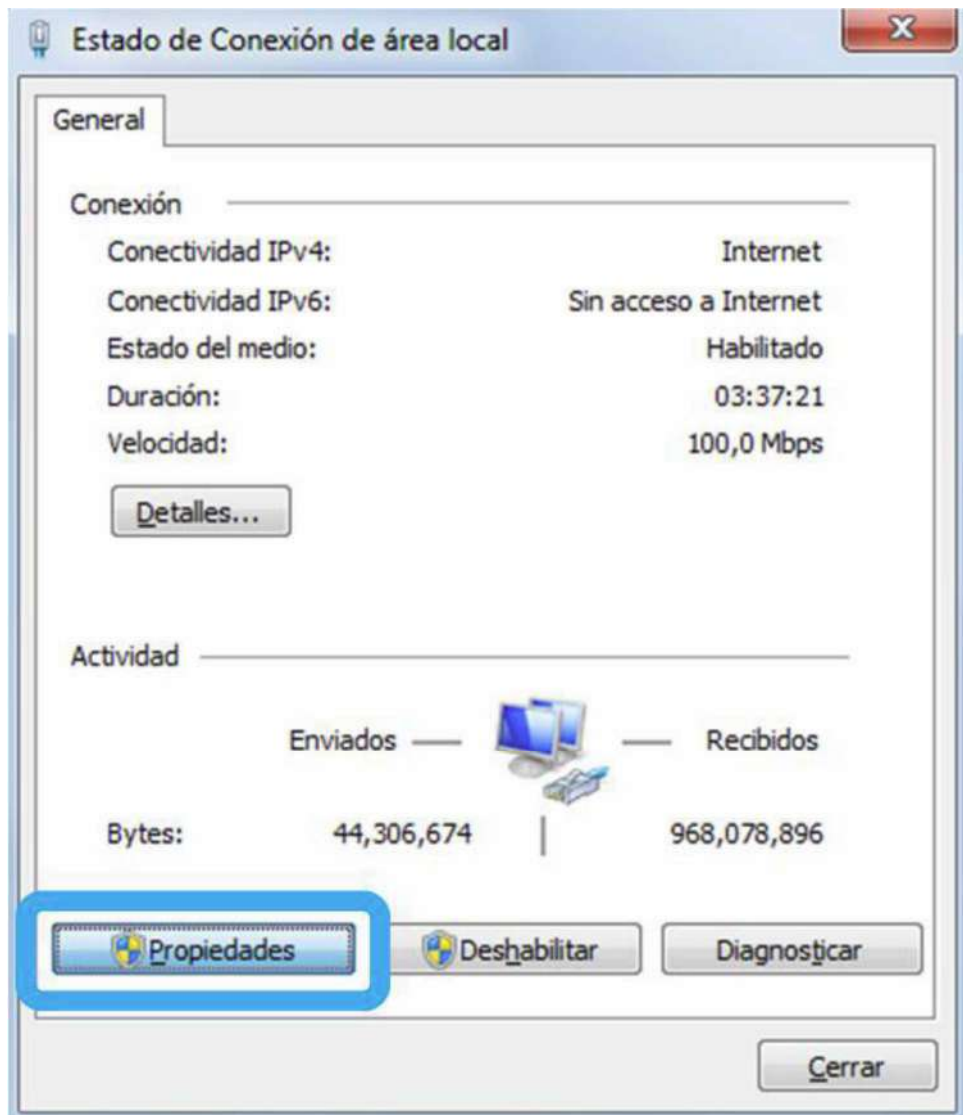 Estado de Conexión de área local
General
Conexión
Conectividad IPv4: Internet
Conectividad IPv6: Sin acceso a Internet
Estado del medio: Habilitado
Duración: 03:37:21
Velocidad: 100,0 Mbps
Detalles...
Actividad
Enviados Recibidos
Bytes: 44,306,674 968,078,896
Propiedades Deshabilitar Diagnosticar
Cerrar